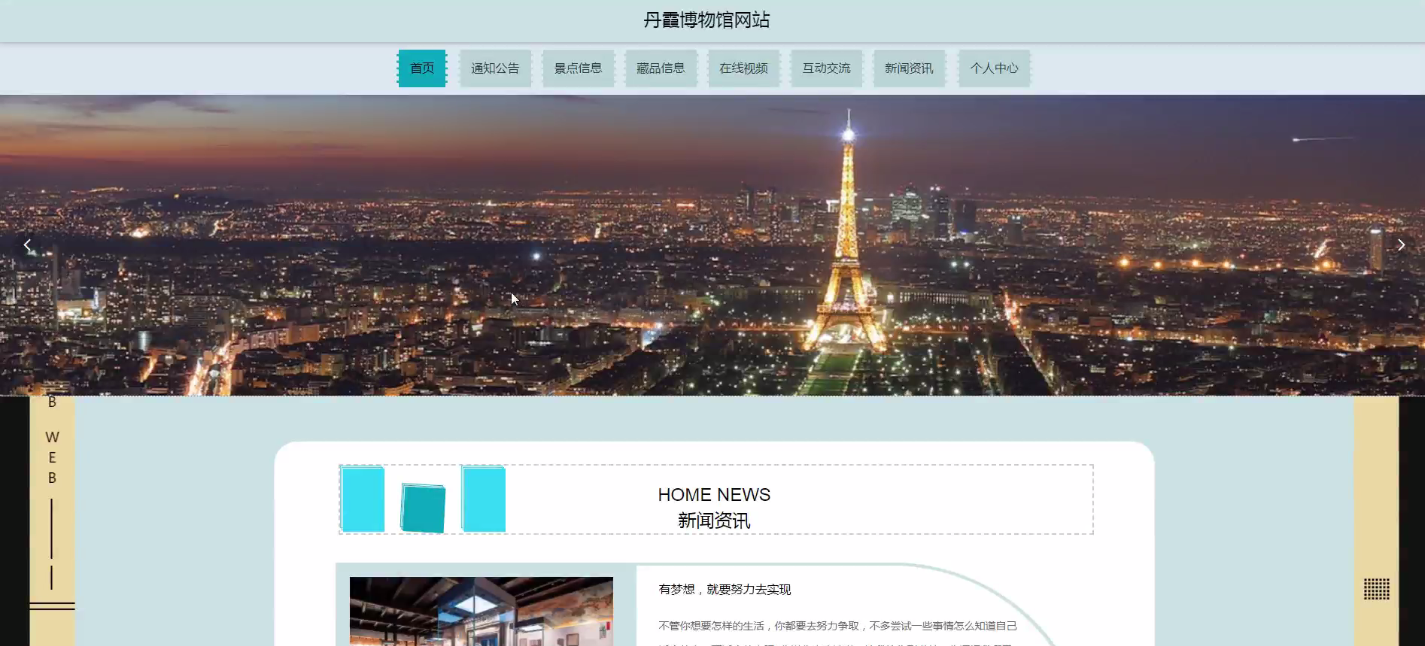 丹霞博物馆网站
首页 通知公告 景点信息 藏品信息 在线视频 互动交流 新闻资讯 个人中心
B
W
E
B
HOME NEWS
新闻资讯
有梦想，就要努力去实现
不管你想要怎样的生活，你都要去努力争取，不多尝试一些事情怎么知道自己